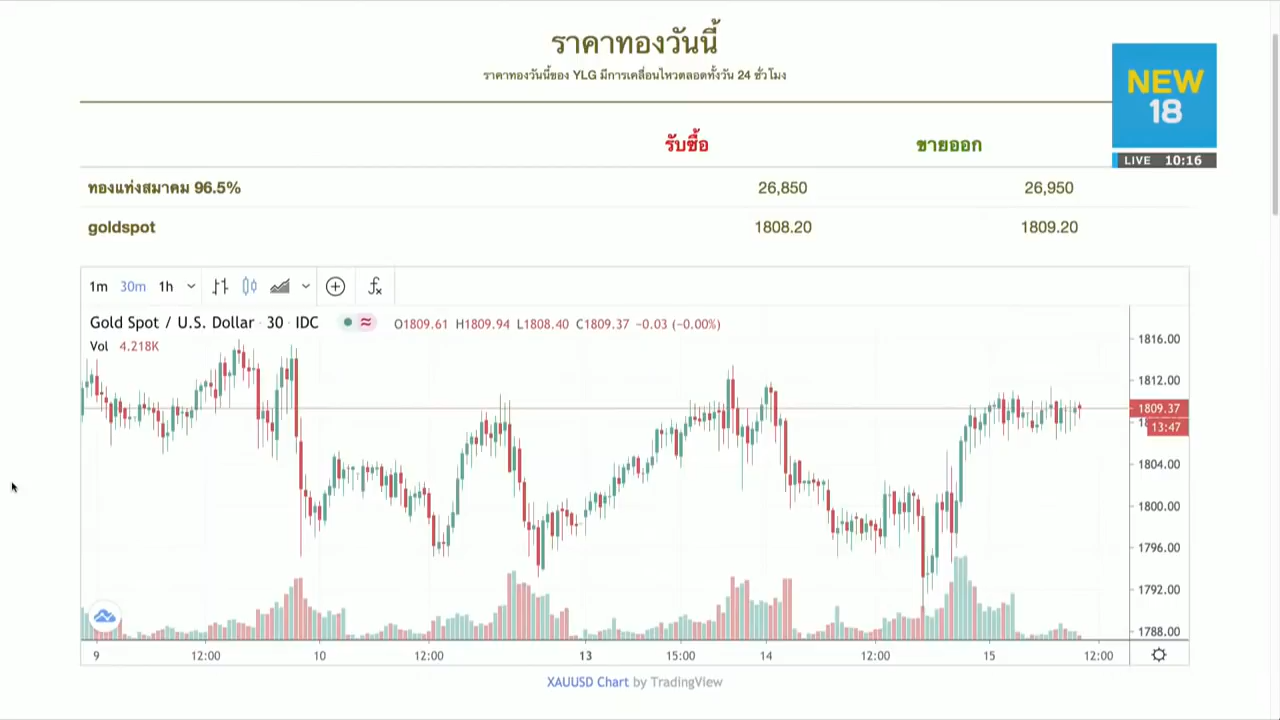 ราคาทองวันนี้
ราคาทองวันนี้ของ YLG มีการเคลื่อนไหวตลอดทั้งวัน 24 ชั่วโมง
NEW
18
LIVE 10:16
รับซื้อ ขายออก
ทองแท่งสมาคม 96.5% 26,850 26,950
goldspot 1808.20 1809.20
1m 30m 1h
Gold Spot / U.S. Dollar · 30 · IDC O1809.61 H1809.94 L1808.40 C1809.37 −0.03 (−0.00%)
Vol 4.218K
1816.00
1812.00
1809.37
13:47
1804.00
1800.00
1796.00
1792.00
1788.00
9 12:00 10 12:00 13 15:00 14 12:00 15 12:00
XAUUSD Chart by TradingView